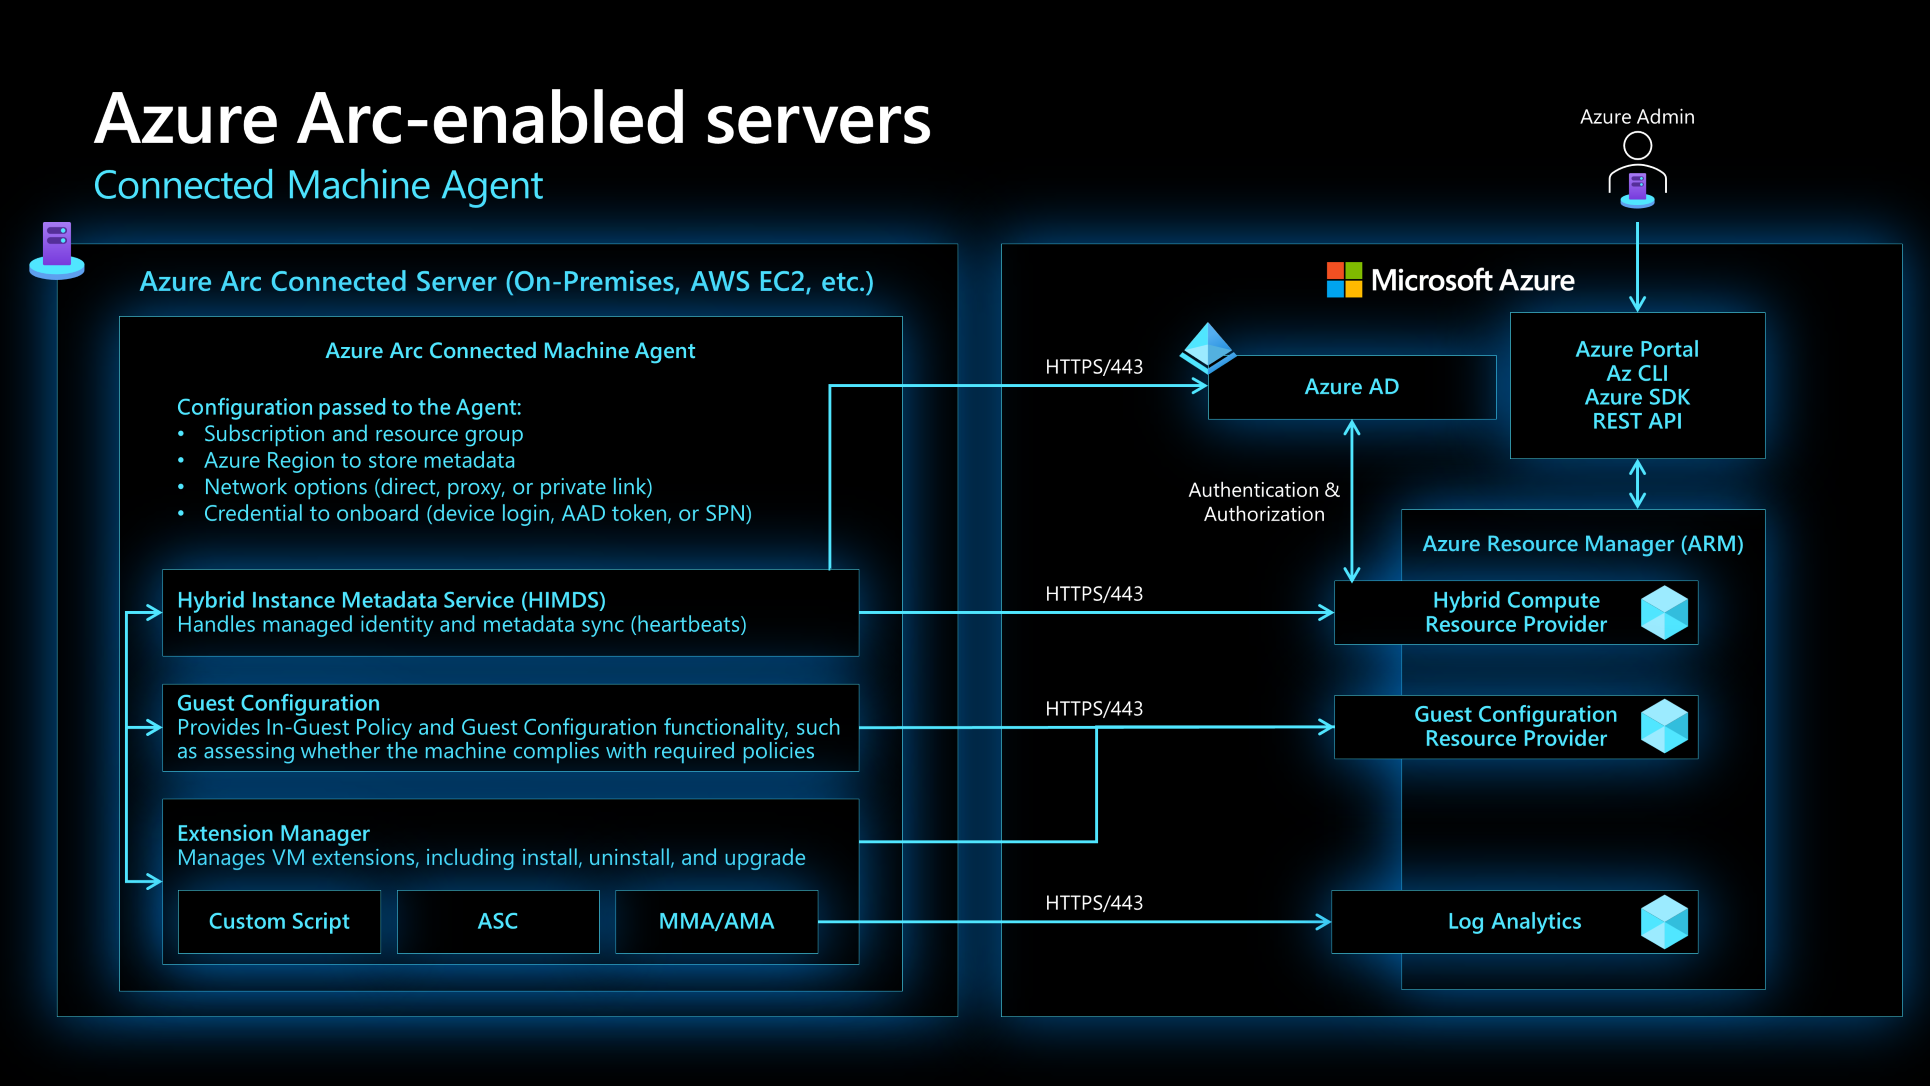 Azure Arc-enabled servers
Connected Machine Agent
Azure Admin
Azure Arc Connected Server (On-Premises, AWS EC2, etc.)
Azure Arc Connected Machine Agent
Configuration passed to the Agent:
• Subscription and resource group
• Azure Region to store metadata
• Network options (direct, proxy, or private link)
• Credential to onboard (device login, AAD token, or SPN)
Hybrid Instance Metadata Service (HIMDS)
Handles managed identity and metadata sync (heartbeats)
Guest Configuration
Provides In-Guest Policy and Guest Configuration functionality, such
as assessing whether the machine complies with required policies
Extension Manager
Manages VM extensions, including install, uninstall, and upgrade
Custom Script
ASC
MMA/AMA
HTTPS/443
HTTPS/443
HTTPS/443
HTTPS/443
Microsoft Azure
Azure AD
Azure Portal
Az CLI
Azure SDK
REST API
Authentication &
Authorization
Azure Resource Manager (ARM)
Hybrid Compute
Resource Provider
Guest Configuration
Resource Provider
Log Analytics